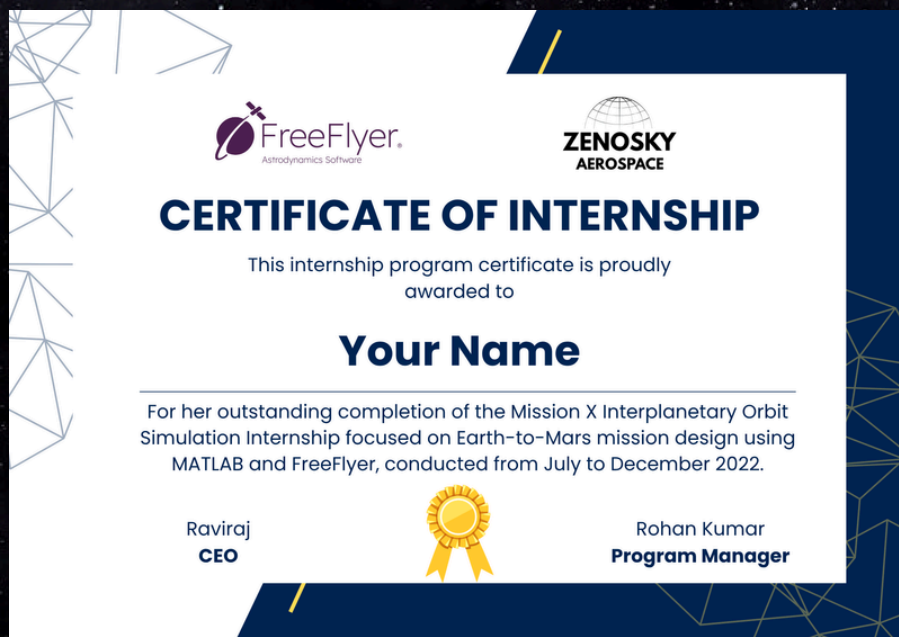 FreeFlyer®
Astrodynamics Software
ZENOSKY
AEROSPACE
CERTIFICATE OF INTERNSHIP
This internship program certificate is proudly
awarded to
Your Name
For her outstanding completion of the Mission X Interplanetary Orbit
Simulation Internship focused on Earth-to-Mars mission design using
MATLAB and FreeFlyer, conducted from July to December 2022.
Raviraj
CEO
Rohan Kumar
Program Manager